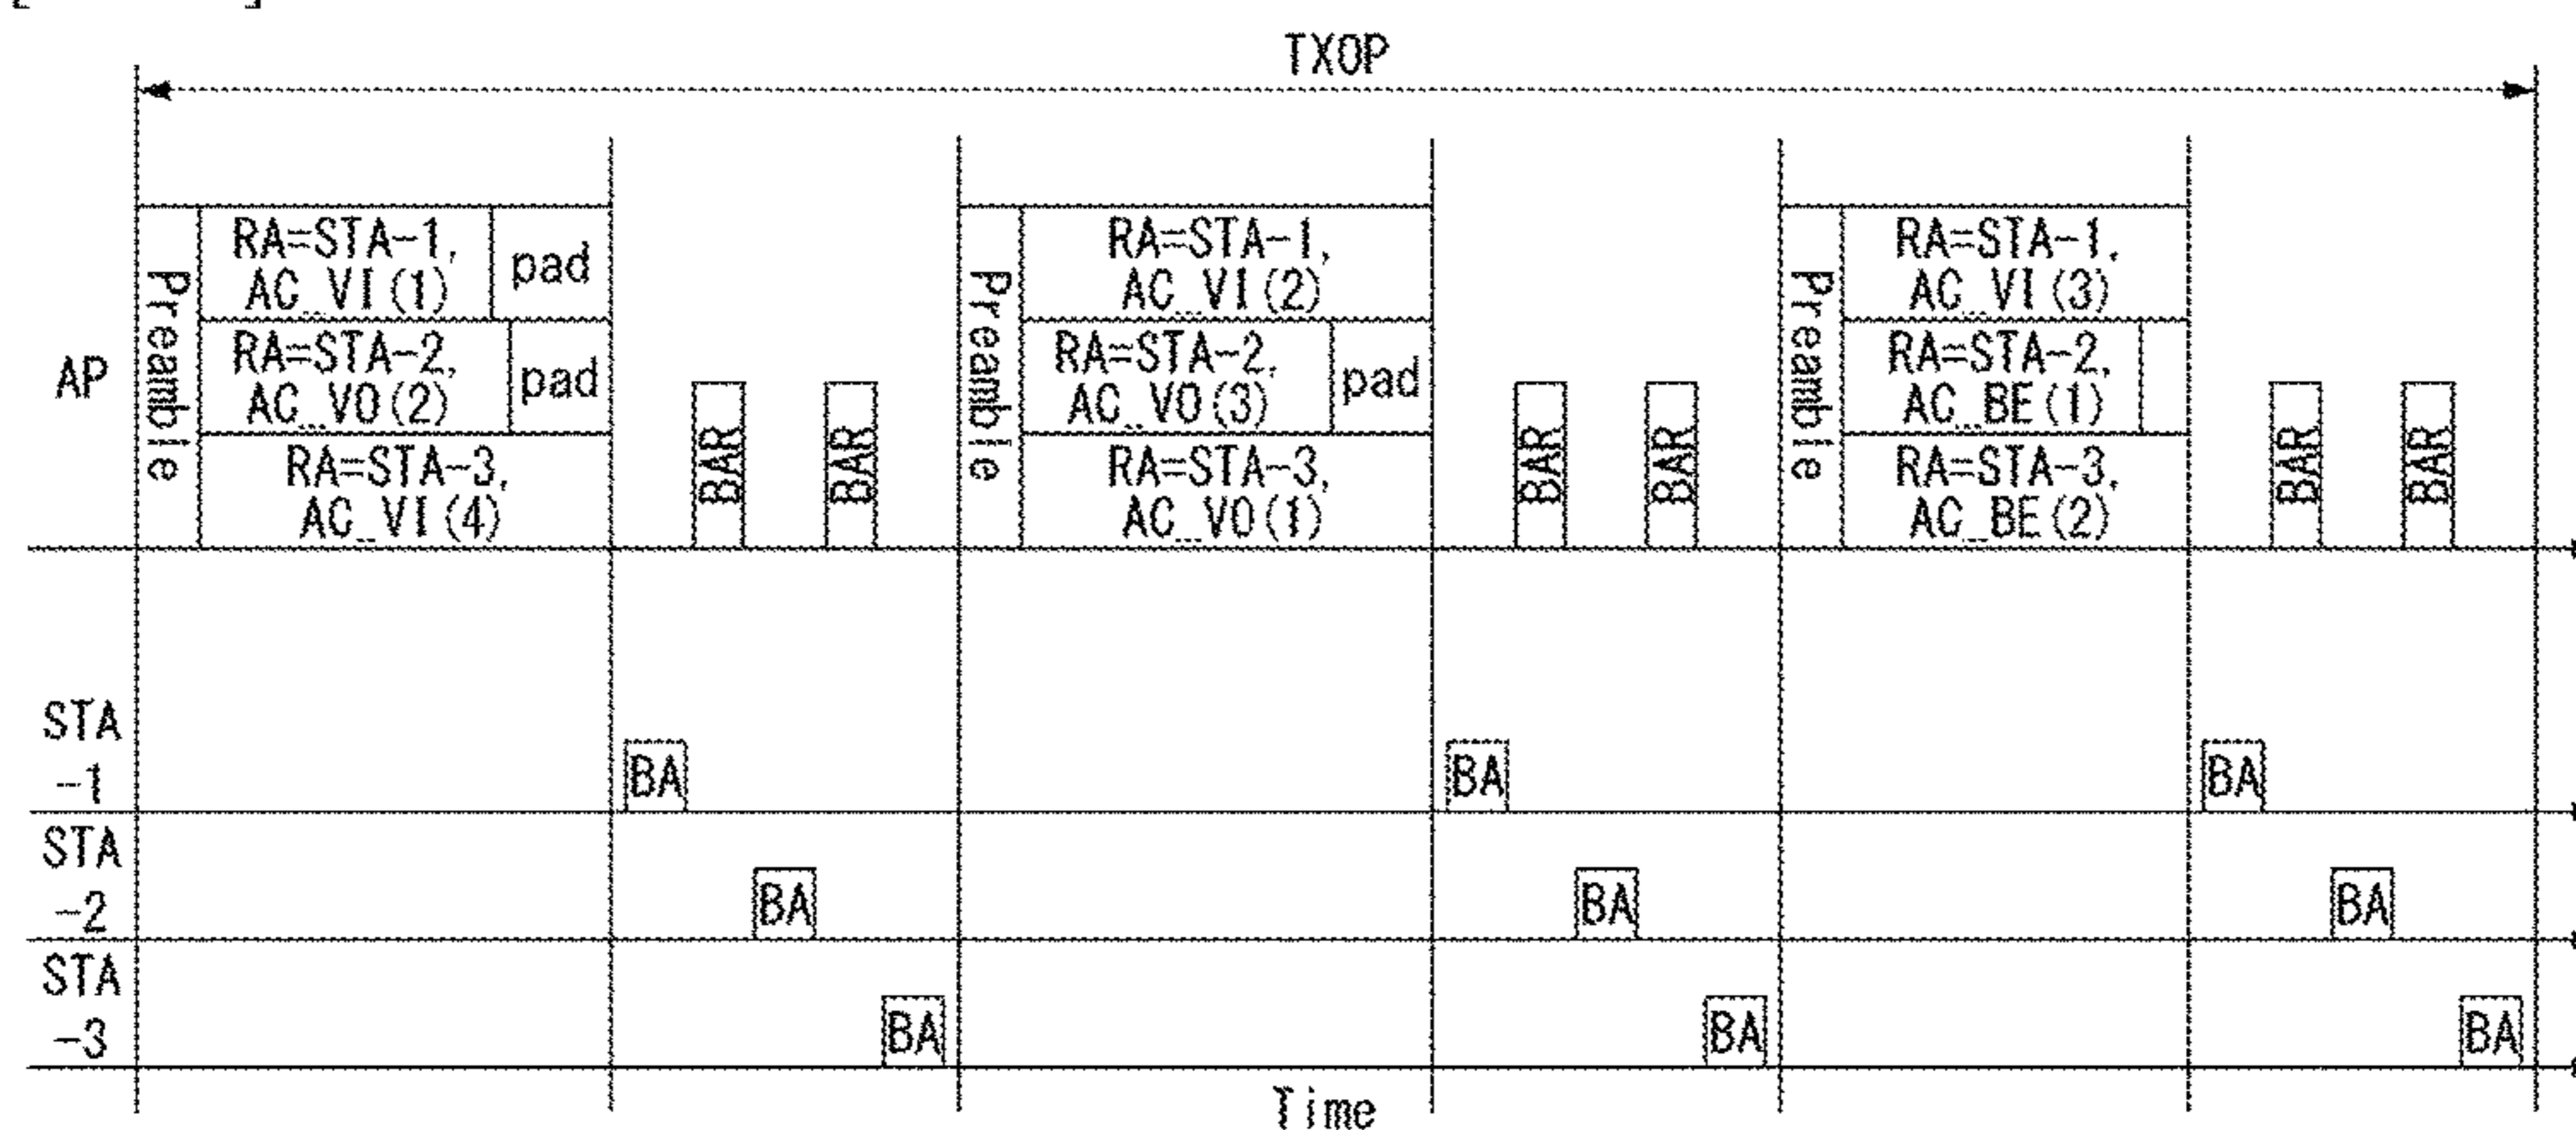 TXOP
AP
Preamble
RA=STA-1,
AC_VI(1)
pad
RA=STA-2,
AC_VO(2)
pad
RA=STA-3,
AC_VI(4)
BAR
BAR
Preamble
RA=STA-1,
AC_VI(2)
RA=STA-2,
AC_VO(3)
pad
RA=STA-3,
AC_VO(1)
BAR
BAR
Preamble
RA=STA-1,
AC_VI(3)
RA=STA-2,
AC_BE(1)
RA=STA-3,
AC_BE(2)
BAR
BAR
STA
-1
BA
BA
BA
STA
-2
BA
BA
BA
STA
-3
BA
BA
BA
Time